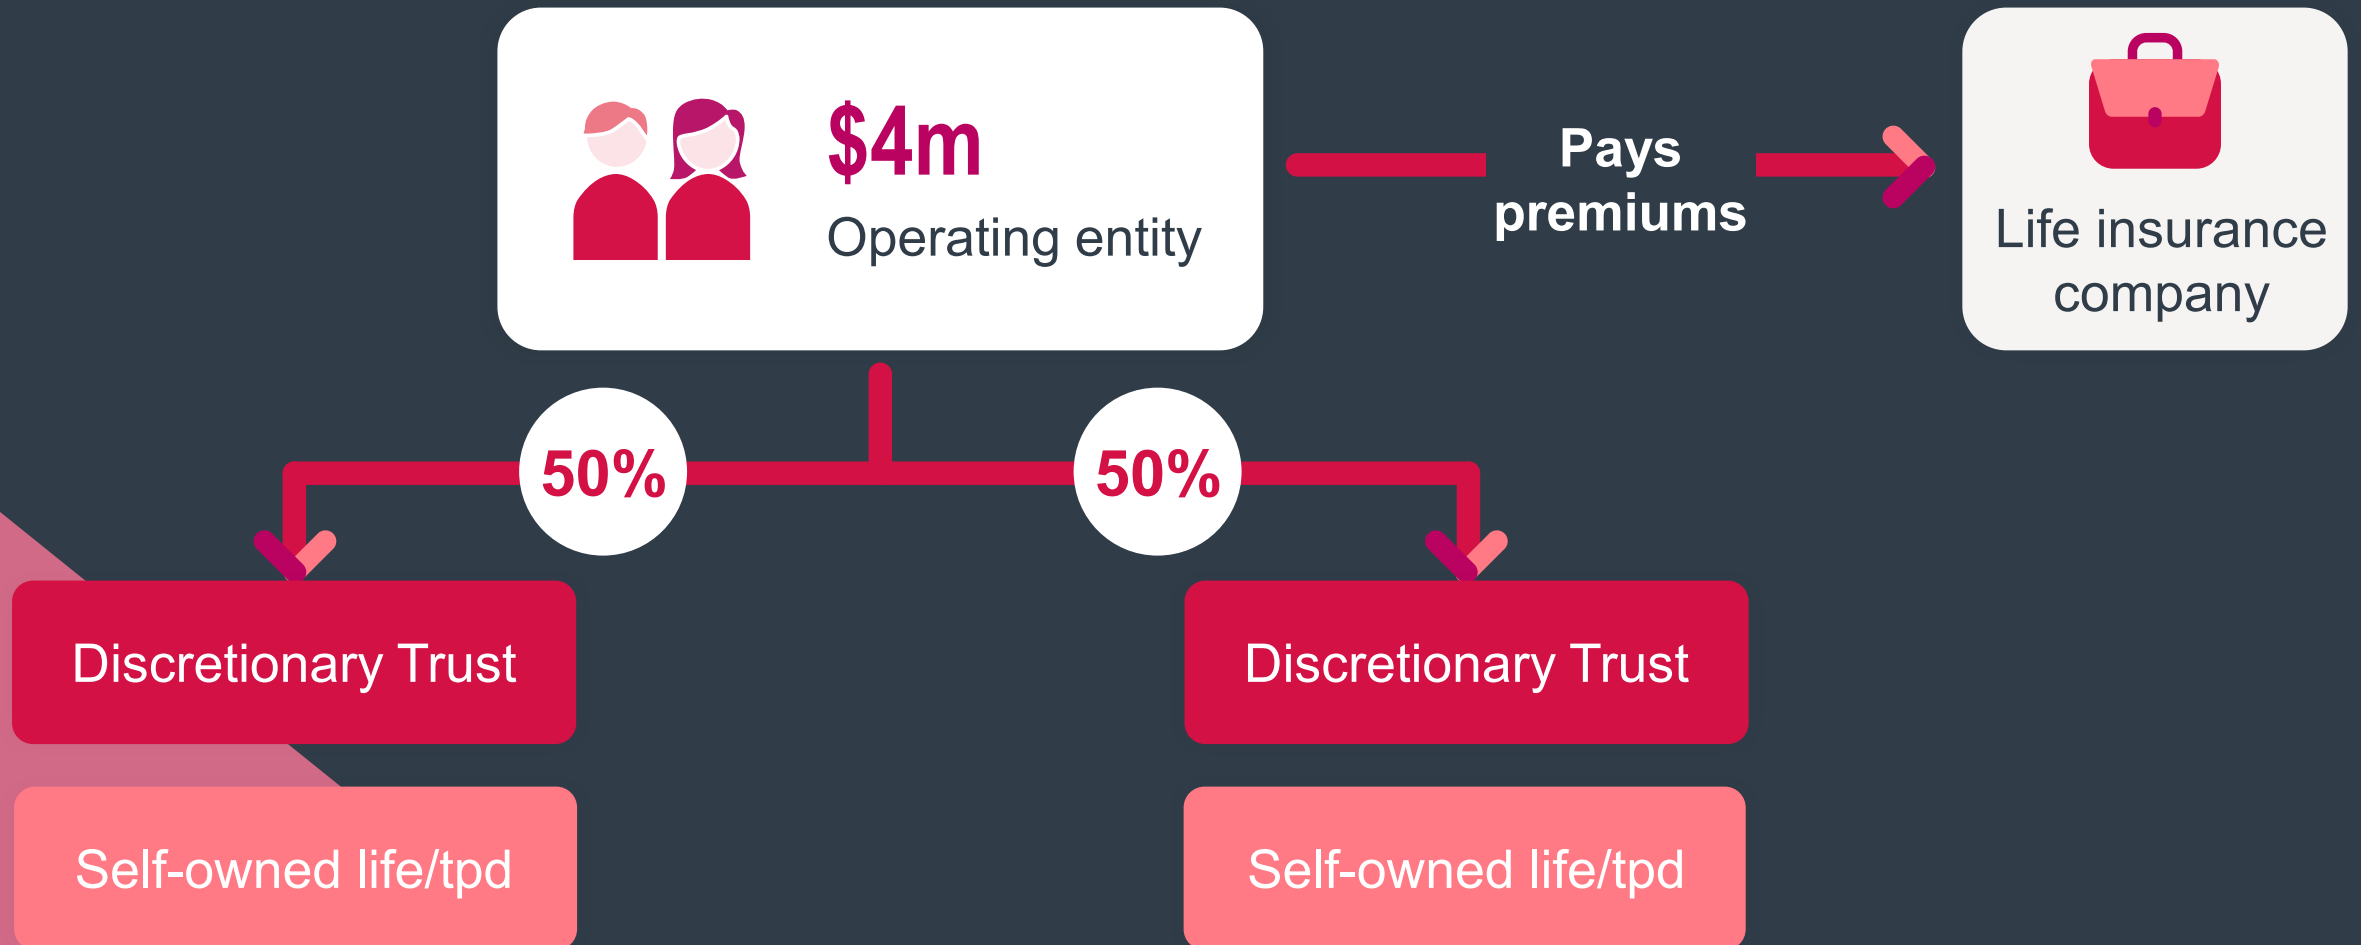 $4m
Operating entity
Pays
premiums
Life insurance
company
50%
50%
Discretionary Trust
Discretionary Trust
Self-owned life/tpd
Self-owned life/tpd